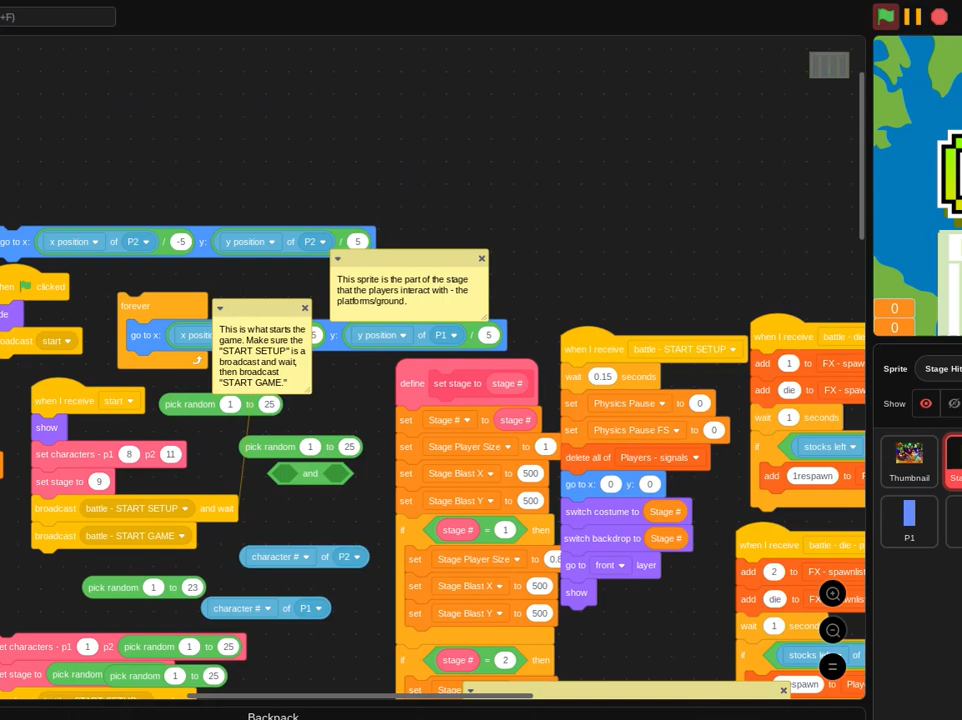 +F)
go to x: x position of P2 / -5 y: y position of P2 / 5
This sprite is the part of the stage
that the players interact with - the
platforms/ground.
clicked
forever
broadcast start
go to x:
This is what starts the
game. Make sure the
"START SETUP" is a
broadcast and wait,
then broadcast
"START GAME."
y: y position of P1 / 5
when I receive start
show
set characters - p1 8 p2 11
set stage to 9
broadcast battle - START SETUP and wait
broadcast battle - START GAME
pick random 1 to 25
pick random 1 to 25
and
character # of P2
pick random 1 to 23
character # of P1
set characters - p1 1 p2 pick random 1 to 25
set stage to pick random pick random 1 to 25
define set stage to stage #
set Stage # to stage #
set Stage Player Size to 1
set Stage Blast X to 500
set Stage Blast Y to 500
if stage # = 1 then
set Stage Player Size to 0.8
set Stage Blast X to 500
set Stage Blast Y to 500
if stage # = 2 then
set Stage
when I receive battle - START SETUP
wait 0.15 seconds
set Physics Pause to 0
set Physics Pause FS to 0
delete all of Players - signals
go to x: 0 y: 0
switch costume to Stage #
switch backdrop to Stage #
go to front layer
show
when I receive battle - die
add 1 to FX - spaw
add die to FX - spaw
wait 1 seconds
if stocks left
add 1respawn to
when I receive battle - die - p
add 2 to FX - spawnlist
add die to
wait 1
if stocks of
to Play
0
0
Sprite Stage Hit
Show
Thumbnail
Sta
P1
Backpack